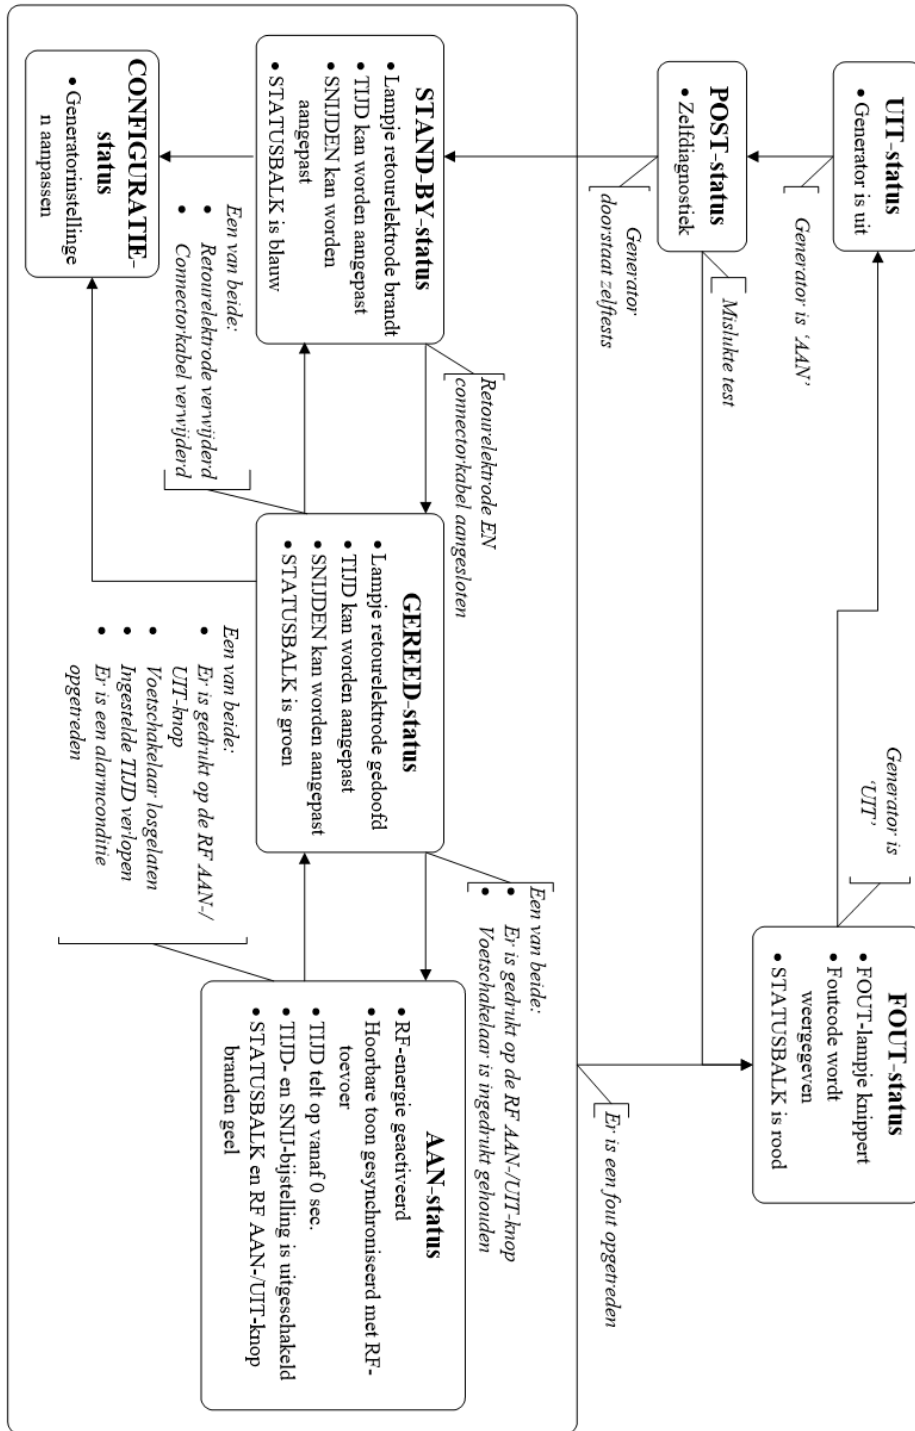 UIT-status
• Generator is uit
Generator is ‘AAN’
POST-status
• Zelfdiagnostiek
Mislukte test
Generator
doorstaat zelftests
Generator is
‘UIT’
FOUT-status
• FOUT-lampje knippert
• Foutcode wordt
weergegeven
• STATUSBALK is rood
Er is een fout opgetreden
STAND-BY-status
• Lampje retourelektrode brandt
• TIJD kan worden aangepast
• SNIJDEN kan worden
aangepast
• STATUSBALK is blauw
Retourelektrode EN
connectorkabel aangesloten
GEREED-status
• Lampje retourelektrode gedoofd
• TIJD kan worden aangepast
• SNIJDEN kan worden aangepast
• STATUSBALK is groen
Een van beide:
• Er is gedrukt op de RF AAN-/UIT-knop
• Voetschakelaar is ingedrukt gehouden
AAN-status
• RF-energie geactiveerd
• Hoorbare toon gesynchroniseerd met RF-
toevoer
• TIJD telt op vanaf 0 sec.
• TIJD- en SNIJ-bijstelling is uitgeschakeld
• STATUSBALK en RF AAN-/UIT-knop
branden geel
Een van beide:
• Retourelektrode verwijderd
• Connectorkabel verwijderd
Een van beide:
• Er is gedrukt op de RF AAN-/
UIT-knop
• Voetschakelaar losgelaten
• Ingestelde TIJD verlopen
• Er is een alarmconditie
opgetreden
CONFIGURATIE-
status
• Generatorinstellinge
n aanpassen